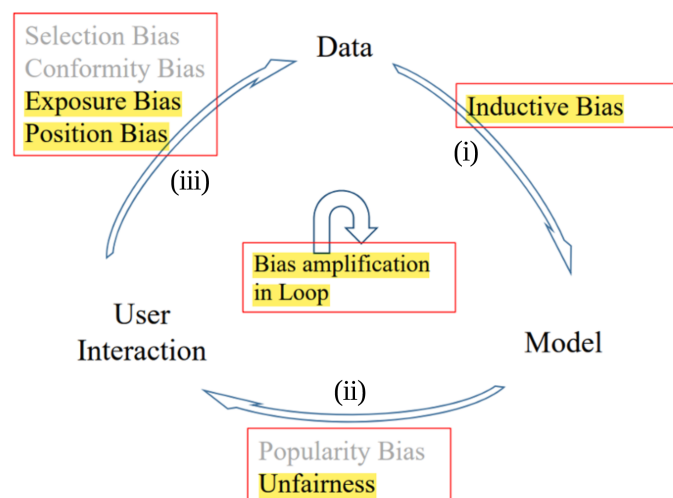 Selection Bias
Conformity Bias
Exposure Bias
Position Bias
Data
Inductive Bias
(i)
(iii)
Bias amplification
in Loop
User
Interaction
Model
(ii)
Popularity Bias
Unfairness